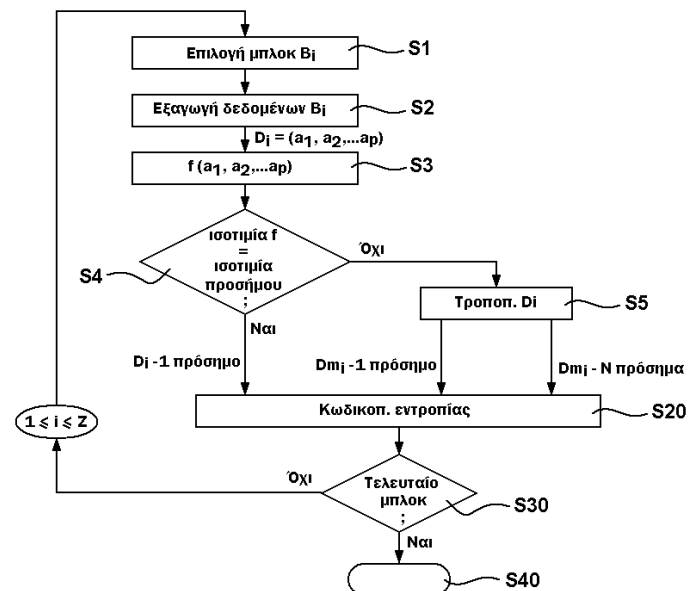 Επιλογή μπλοκ Bi
S1
Εξαγωγή δεδομένων Bi
S2
Di = (a1, a2,...ap)
f (a1, a2,...ap)
S3
ισοτιμία f
=
ισοτιμία
προσήμου
;
S4
Όχι
Ναι
Τροποπ. Di
S5
Di -1 πρόσημο
Dmi -1 πρόσημο
Dmi - N πρόσημα
Κωδικοπ. εντροπίας
S20
1 ⩽ i ⩽ Z
Όχι
Τελευταίο
μπλοκ
;
S30
Ναι
S40